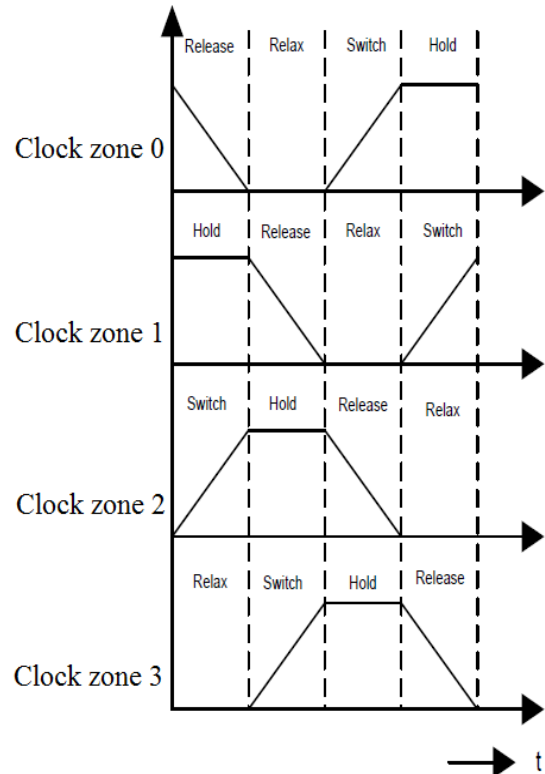 Release Relax Switch Hold
Clock zone 0
Hold Release Relax Switch
Clock zone 1
Switch Hold Release Relax
Clock zone 2
Relax Switch Hold Release
Clock zone 3
t